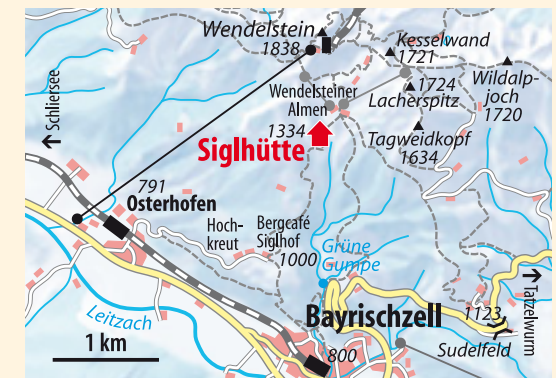 Wendelstein
1838
Kesselwand
1721
1724
Lacherspitz
Wildalp-
joch
1720
Wendelsteiner
Almen
1334
Siglhütte
Tagweidkopf
1634
Schliersee
791
Osterhofen
Hoch-
kreut
Bergcafé
Siglhof
1000
Grüne
Gumpe
Tatzelwurm
Leitzach
Bayrischzell
1123
Sudelfeld
800
1 km